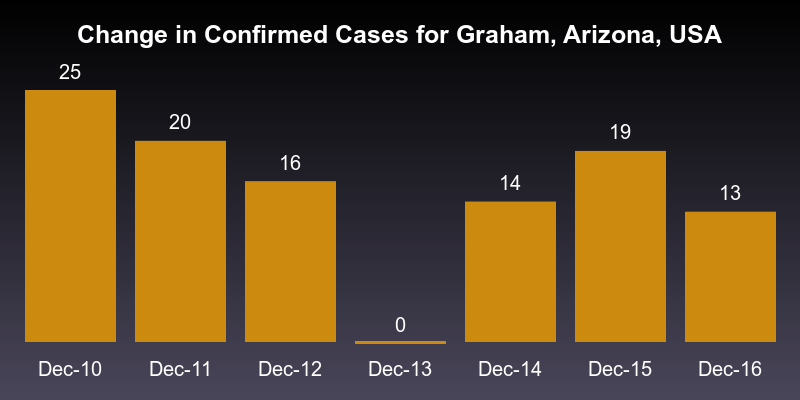 Change in Confirmed Cases for Graham, Arizona, USA
25
20
16
0
14
19
13
Dec-10
Dec-11
Dec-12
Dec-13
Dec-14
Dec-15
Dec-16